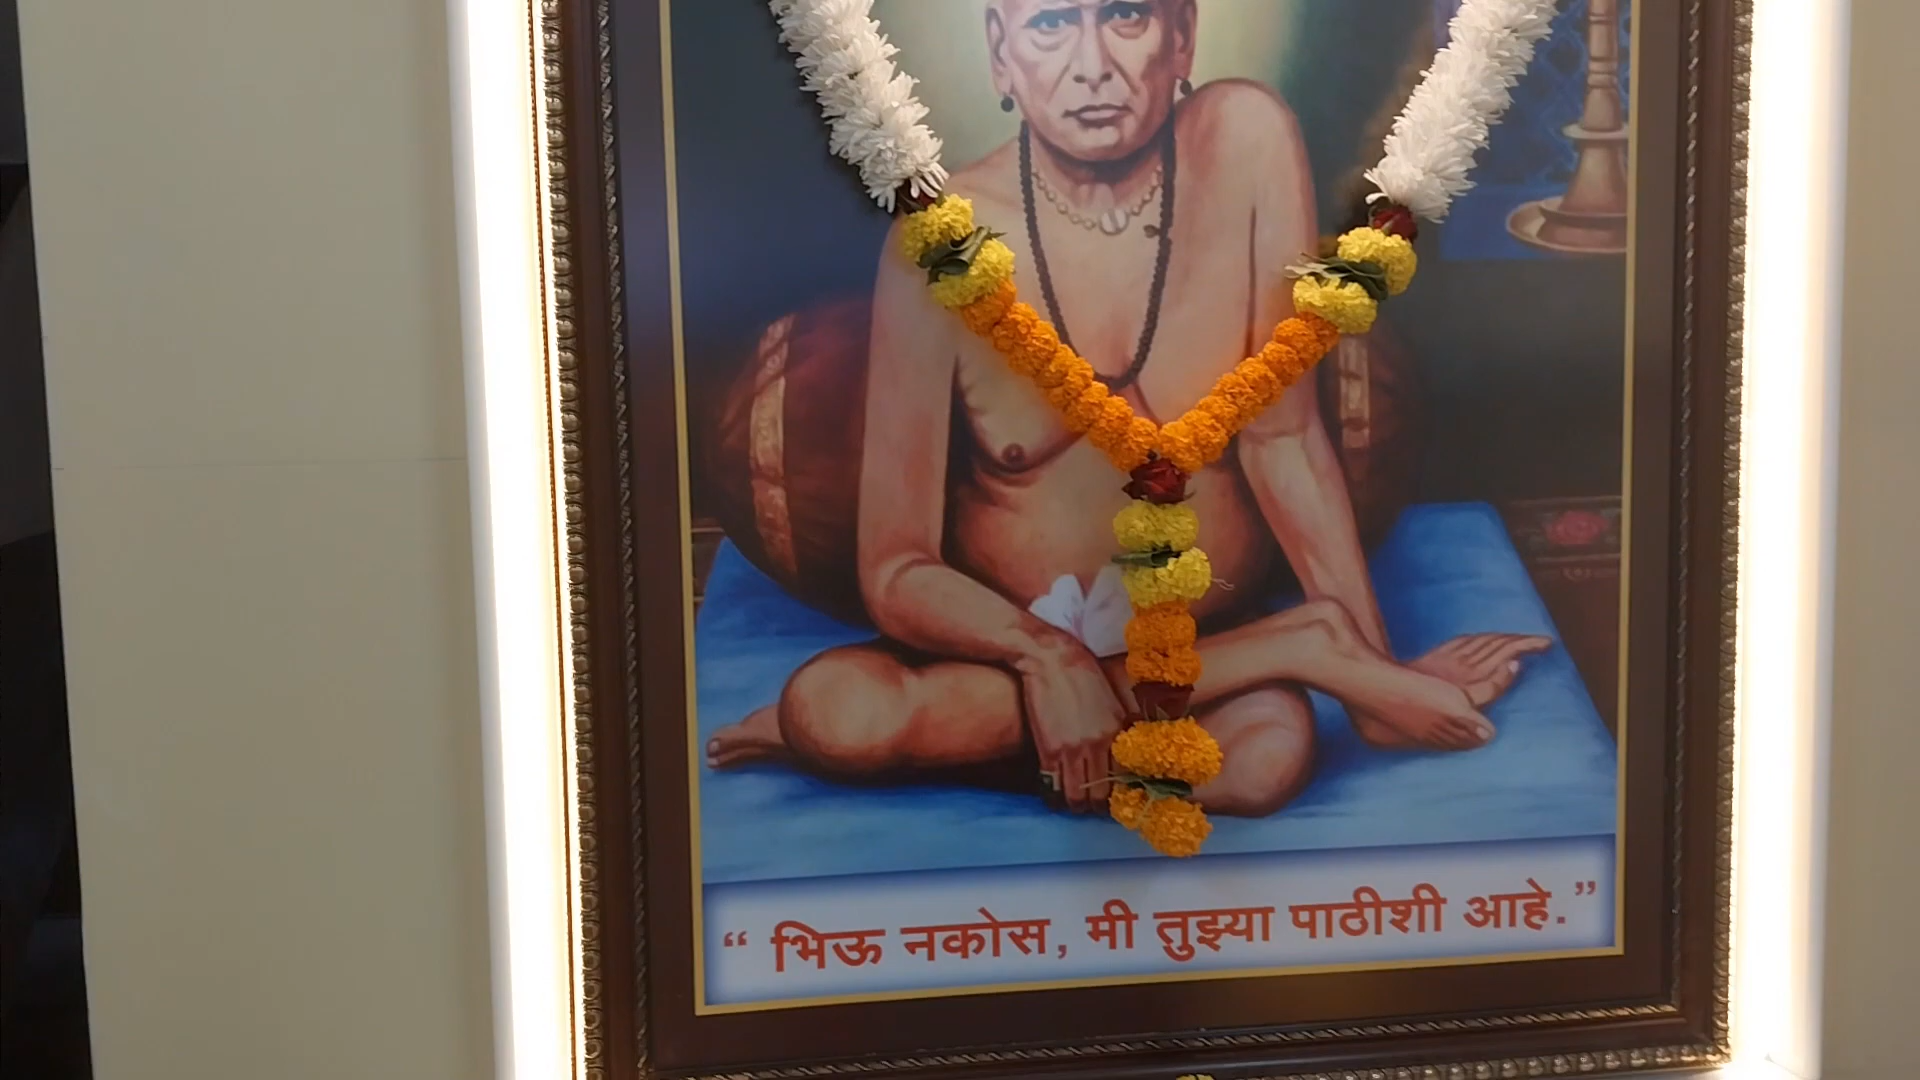 “ भिऊ नकोस, मी तुझ्या पाठीशी आहे.”